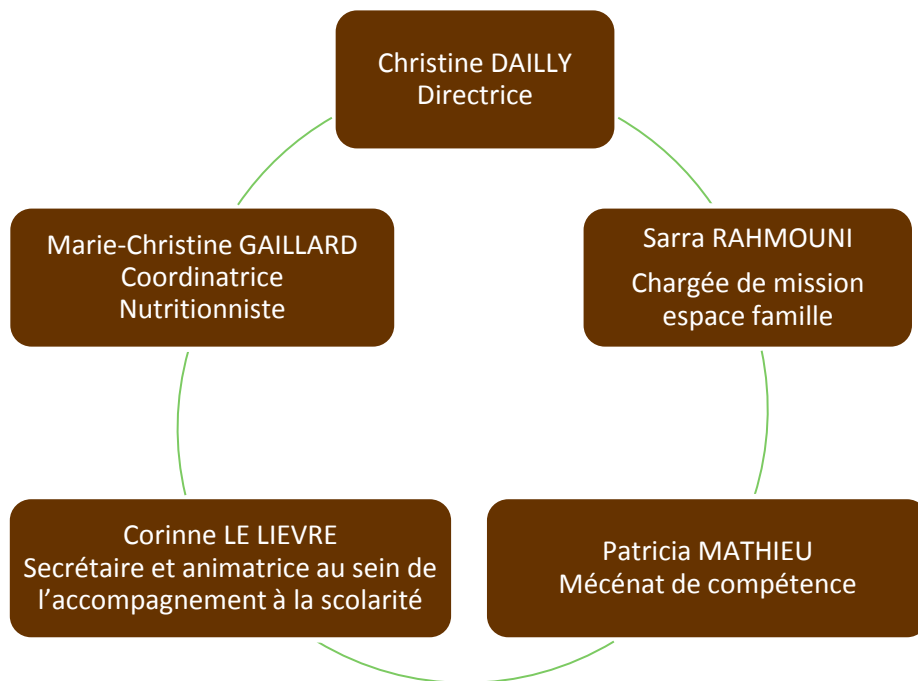 Christine DAILLY
Directrice
Marie-Christine GAILLARD
Coordinatrice
Nutritionniste
Sarra RAHMOUNI
Chargée de mission
espace famille
Corinne LE LIEVRE
Secrétaire et animatrice au sein de
l’accompagnement à la scolarité
Patricia MATHIEU
Mécénat de compétence